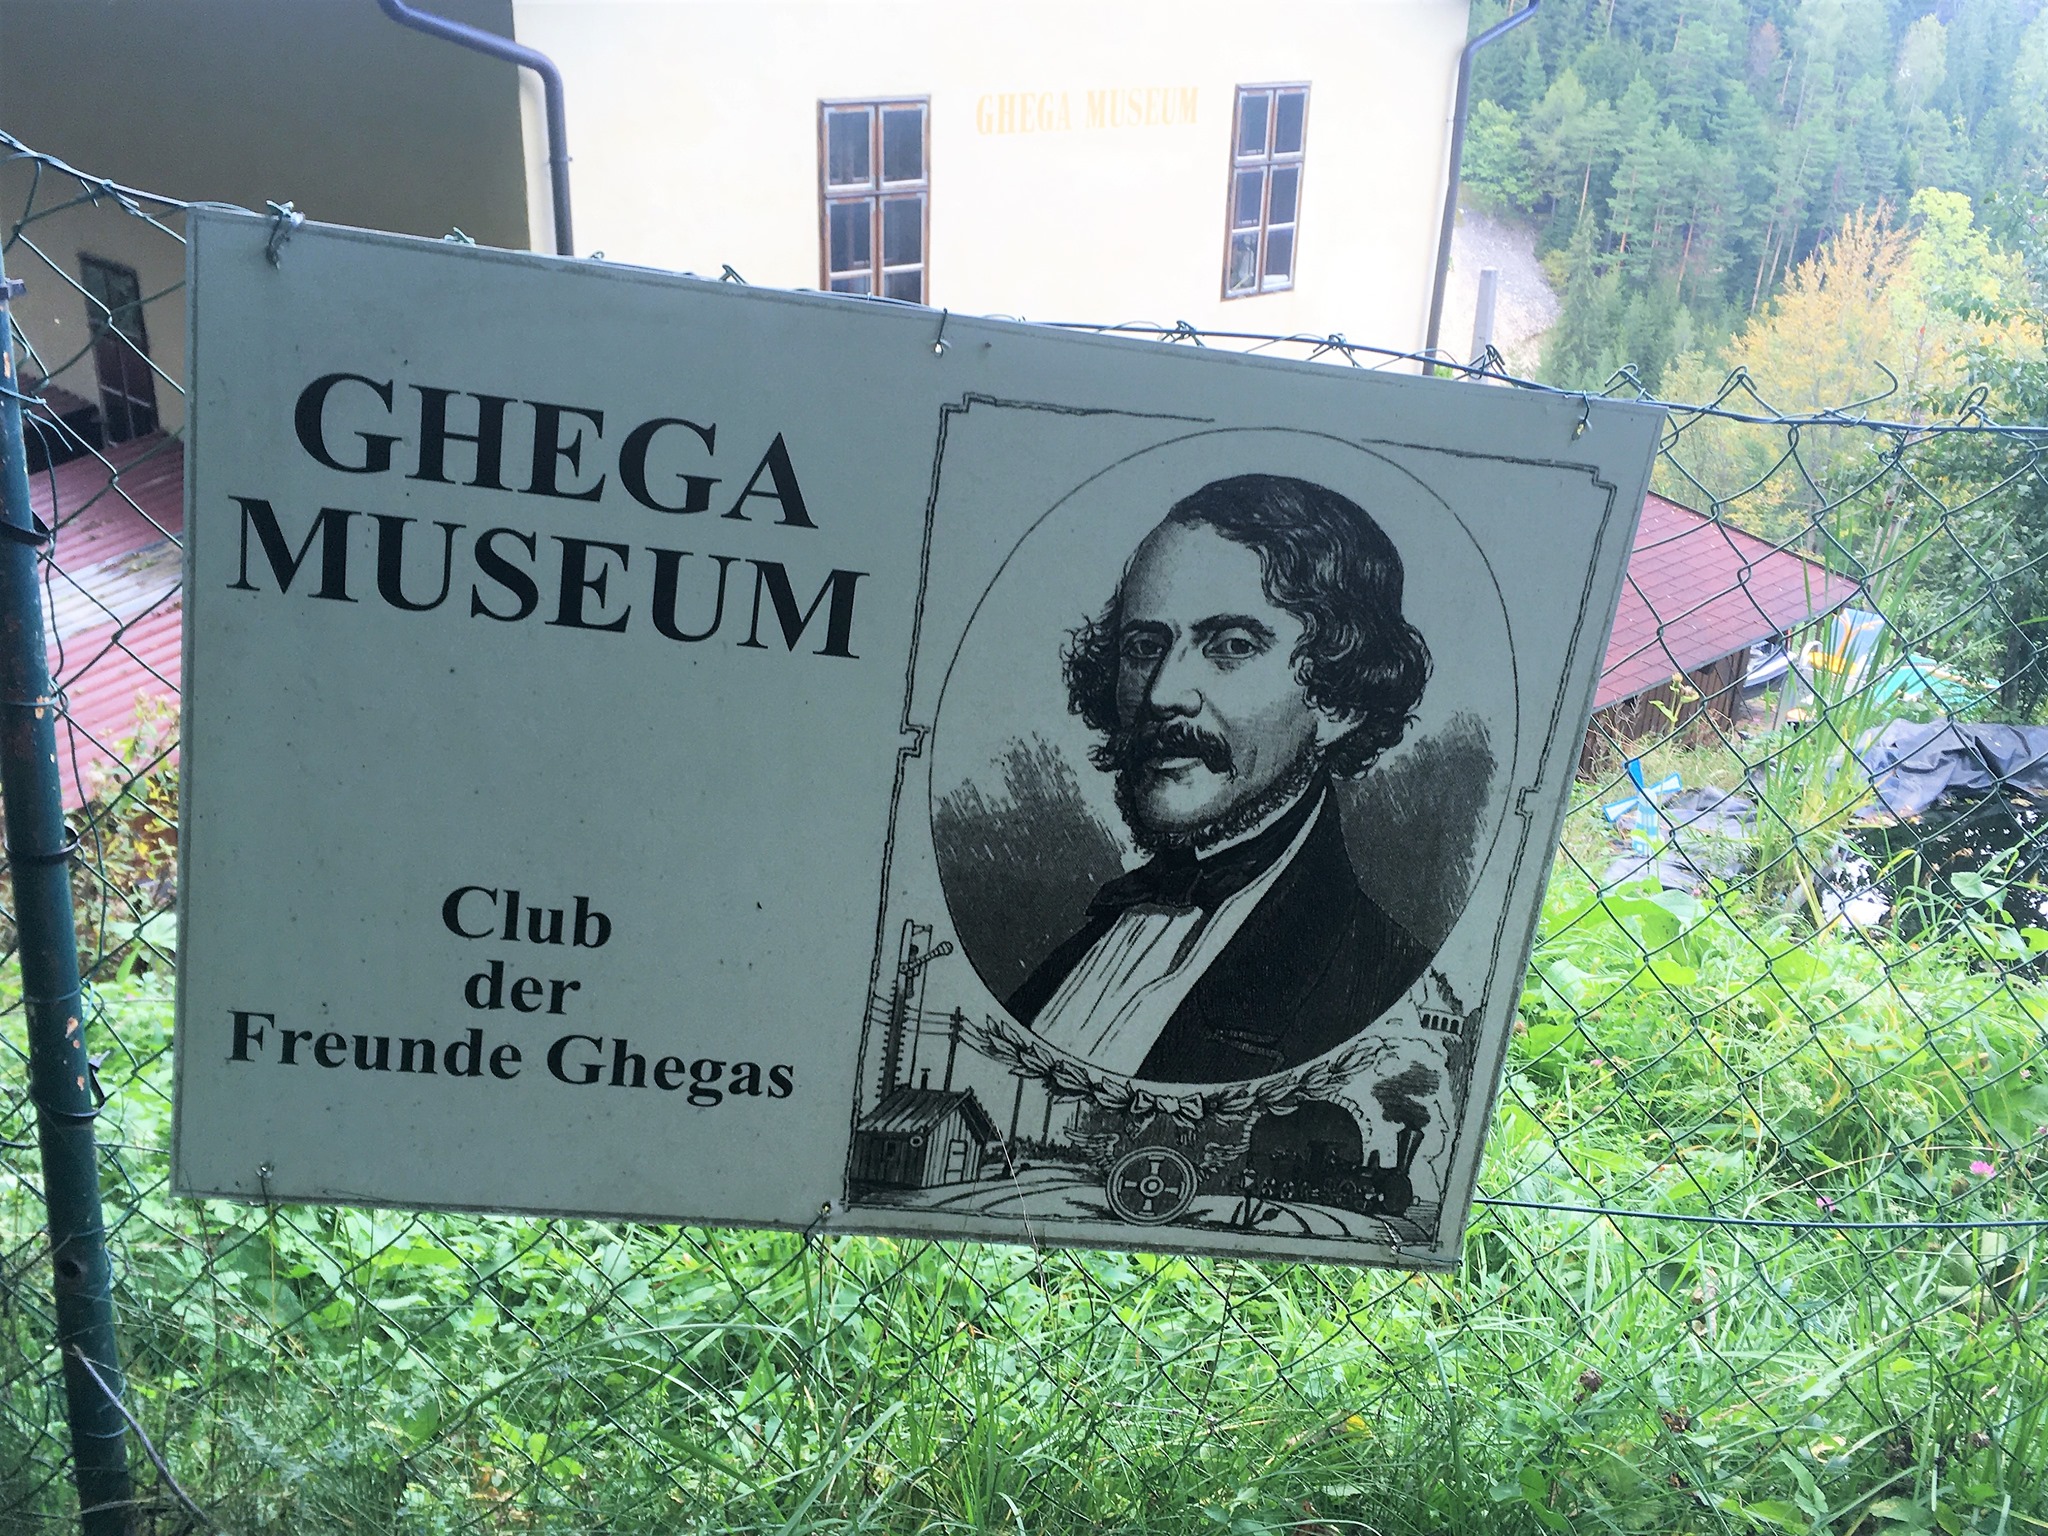 GHEGA MUSEUM
GHEGA
MUSEUM
Club
der
Freunde Ghegas